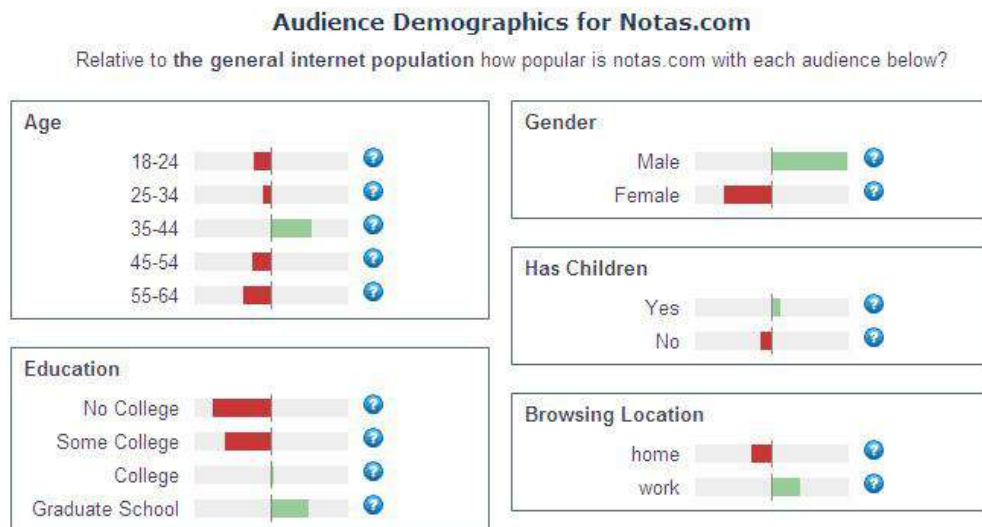 Audience Demographics for Notas.com
Relative to the general internet population how popular is notas.com with each audience below?
Age
18-24 ?
25-34 ?
35-44 ?
45-54 ?
55-64 ?
Education
No College ?
Some College ?
College ?
Graduate School ?
Gender
Male ?
Female ?
Has Children
Yes ?
No ?
Browsing Location
home ?
work ?